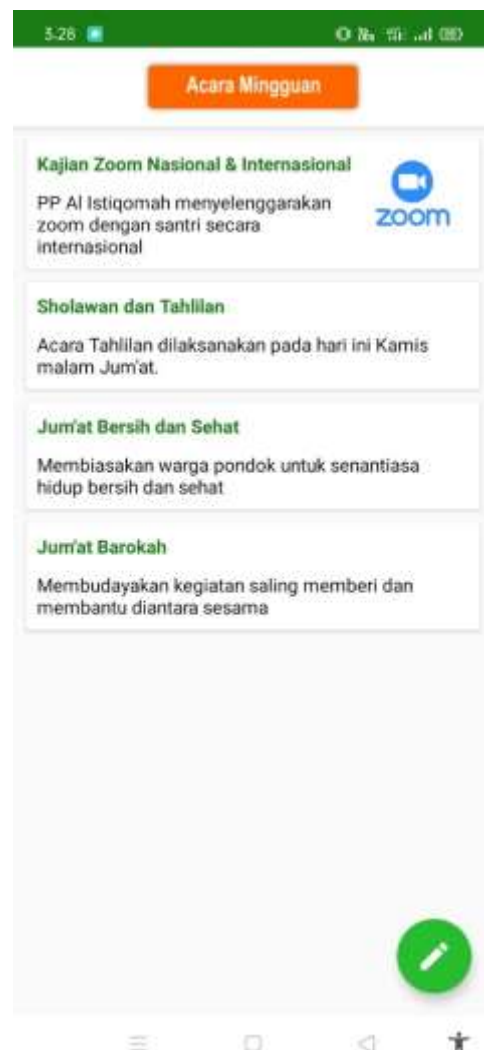 3.28
Acara Mingguan
Kajian Zoom Nasional & Internasional
PP Al Istiqomah menyelenggarakan
zoom dengan santri secara
internasional
zoom
Sholawan dan Tahlilan
Acara Tahlilan dilaksanakan pada hari ini Kamis
malam Jum'at.
Jum'at Bersih dan Sehat
Membiasakan warga pondok untuk senantiasa
hidup bersih dan sehat
Jum'at Barokah
Membudayakan kegiatan saling memberi dan
membantu diantara sesama